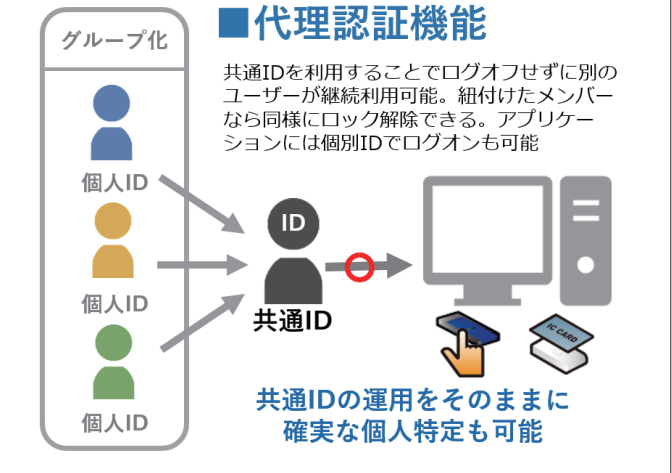 グループ化
■代理認証機能
共通IDを利用することでログオフせずに別の
ユーザーが継続利用可能。紐付けたメンバー
なら同様にロック解除できる。アプリケー
ションには個別IDでログオンも可能
個人ID
個人ID
個人ID
ID
共通ID
IC CARD
共通IDの運用をそのままに
確実な個人特定も可能